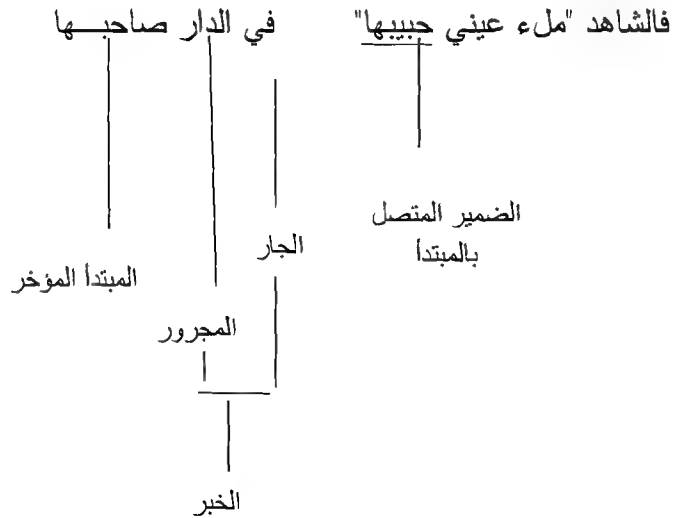 فالشاهد "ملء عيني حبيبها" في الدار صاحبها
الضمير المتصل
بالمبتدأ
الجار
المبتدأ المؤخر
المجرور
الخبر